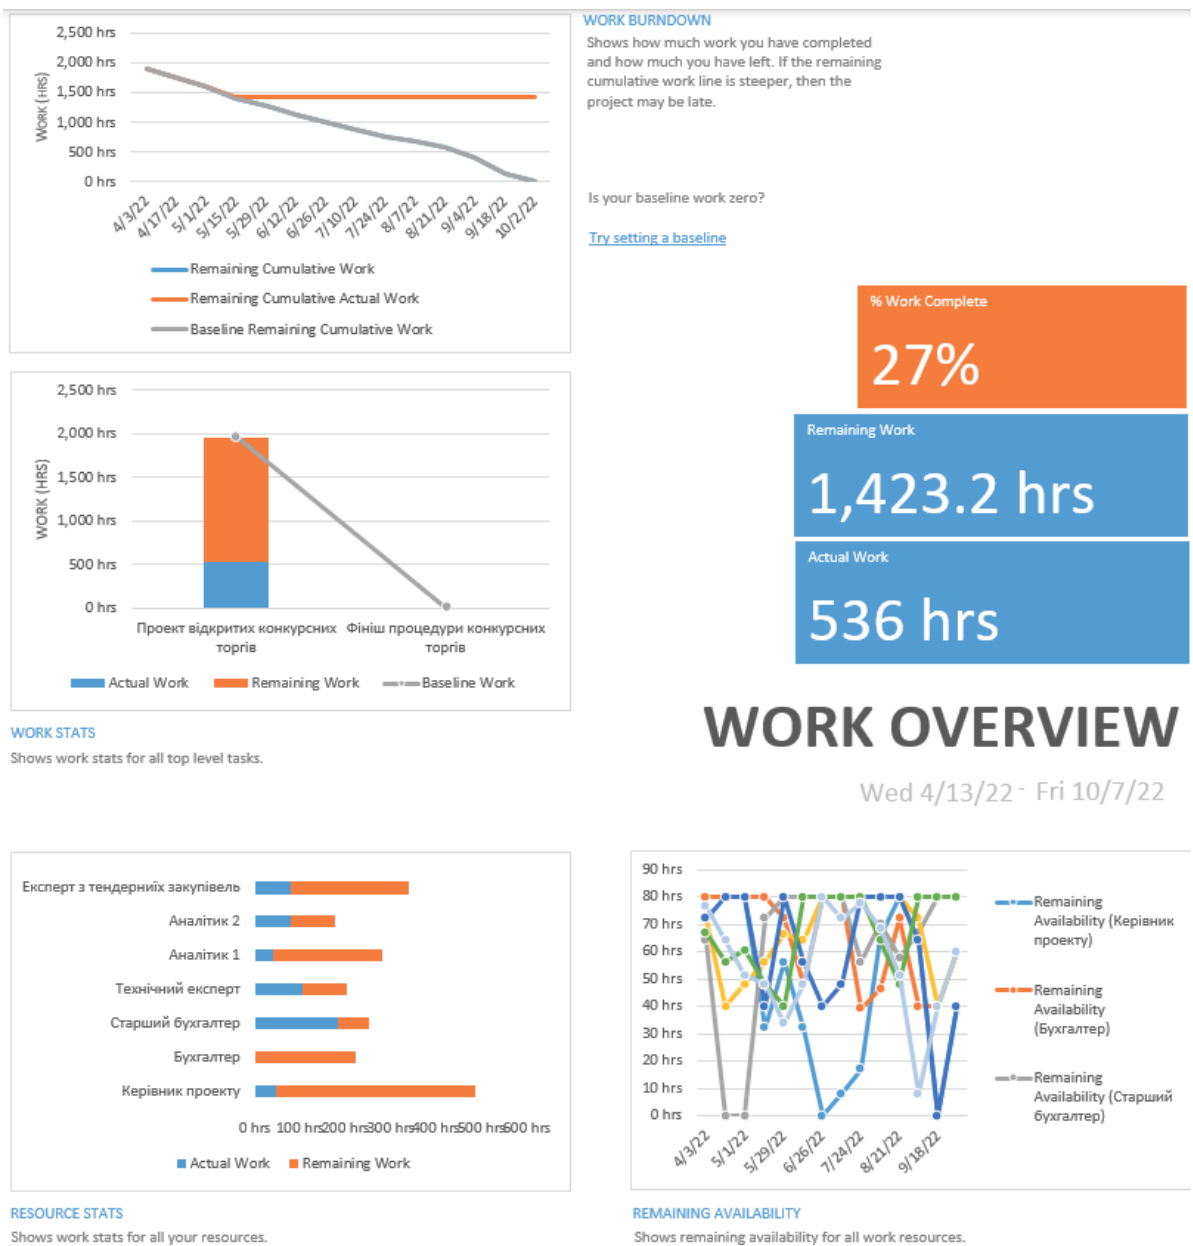 2,500 hrs
2,000 hrs
1,500 hrs
1,000 hrs
500 hrs
0 hrs
WORK (HRS)
4/3/22
4/17/22
5/1/22
5/15/22
5/29/22
6/12/22
6/26/22
7/10/22
7/24/22
8/7/22
8/21/22
9/4/22
9/18/22
10/2/22
Remaining Cumulative Work
Remaining Cumulative Actual Work
Baseline Remaining Cumulative Work
WORK BURNDOWN
Shows how much work you have completed
and how much you have left. If the remaining
cumulative work line is steeper, then the
project may be late.
Is your baseline work zero?
Try setting a baseline
% Work Complete
27%
Remaining Work
1,423.2 hrs
Actual Work
536 hrs
WORK OVERVIEW
Wed 4/13/22 - Fri 10/7/22
2,500 hrs
2,000 hrs
1,500 hrs
1,000 hrs
500 hrs
0 hrs
WORK (HRS)
Проект відкритих конкурсних
торгів
Фініш процедури конкурсних
торгів
Actual Work
Remaining Work
Baseline Work
WORK STATS
Shows work stats for all top level tasks.
Експерт з тендерниїх закупівель
Аналітик 2
Аналітик 1
Технічний експерт
Старший бухгалтер
Бухгалтер
Керівник проекту
0 hrs 100 hrs 200 hrs 300 hrs 400 hrs 500 hrs 600 hrs
Actual Work
Remaining Work
RESOURCE STATS
Shows work stats for all your resources.
90 hrs
80 hrs
70 hrs
60 hrs
50 hrs
40 hrs
30 hrs
20 hrs
10 hrs
0 hrs
4/3/22
5/1/22
5/29/22
6/26/22
7/24/22
8/21/22
9/18/22
Remaining
Availability (Керівник
проекту)
Remaining
Availability
(Бухгалтер)
Remaining
Availability (Старший
бухгалтер)
REMAINING AVAILABILITY
Shows remaining availability for all work resources.